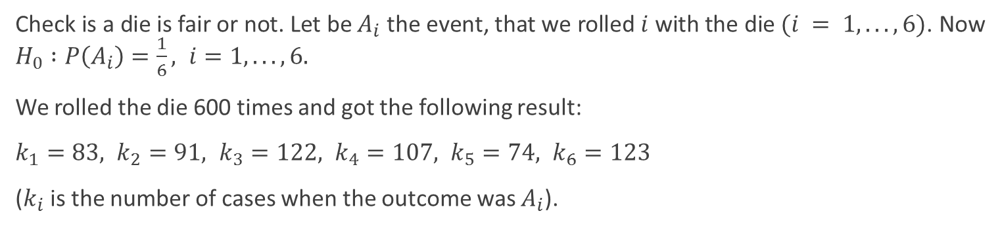 Check is a die is fair or not. Let be A_i the event, that we rolled i with the die (i = 1,…,6). Now
H_0 : P(A_i) = 1/6, i = 1,…,6.
We rolled the die 600 times and got the following result:
k_1 = 83, k_2 = 91, k_3 = 122, k_4 = 107, k_5 = 74, k_6 = 123
(k_i is the number of cases when the outcome was A_i).